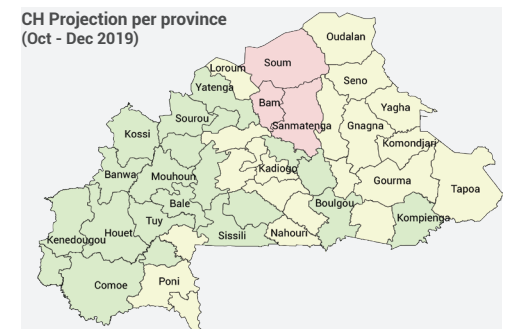 CH Projection per province
(Oct - Dec 2019)
Oudalan
Soum
Loroum
Seno
Yatenga
Bam
Yagha
Sourou
Sanmatenga
Gnagna
Kossi
Komondjari
Kadiogo
Banwa
Mouhoun
Gourma
Tapoa
Bale
Boulgou
Kompienga
Tuy
Houet
Sissili
Nahouri
Kenedougou
Comoe
Poni